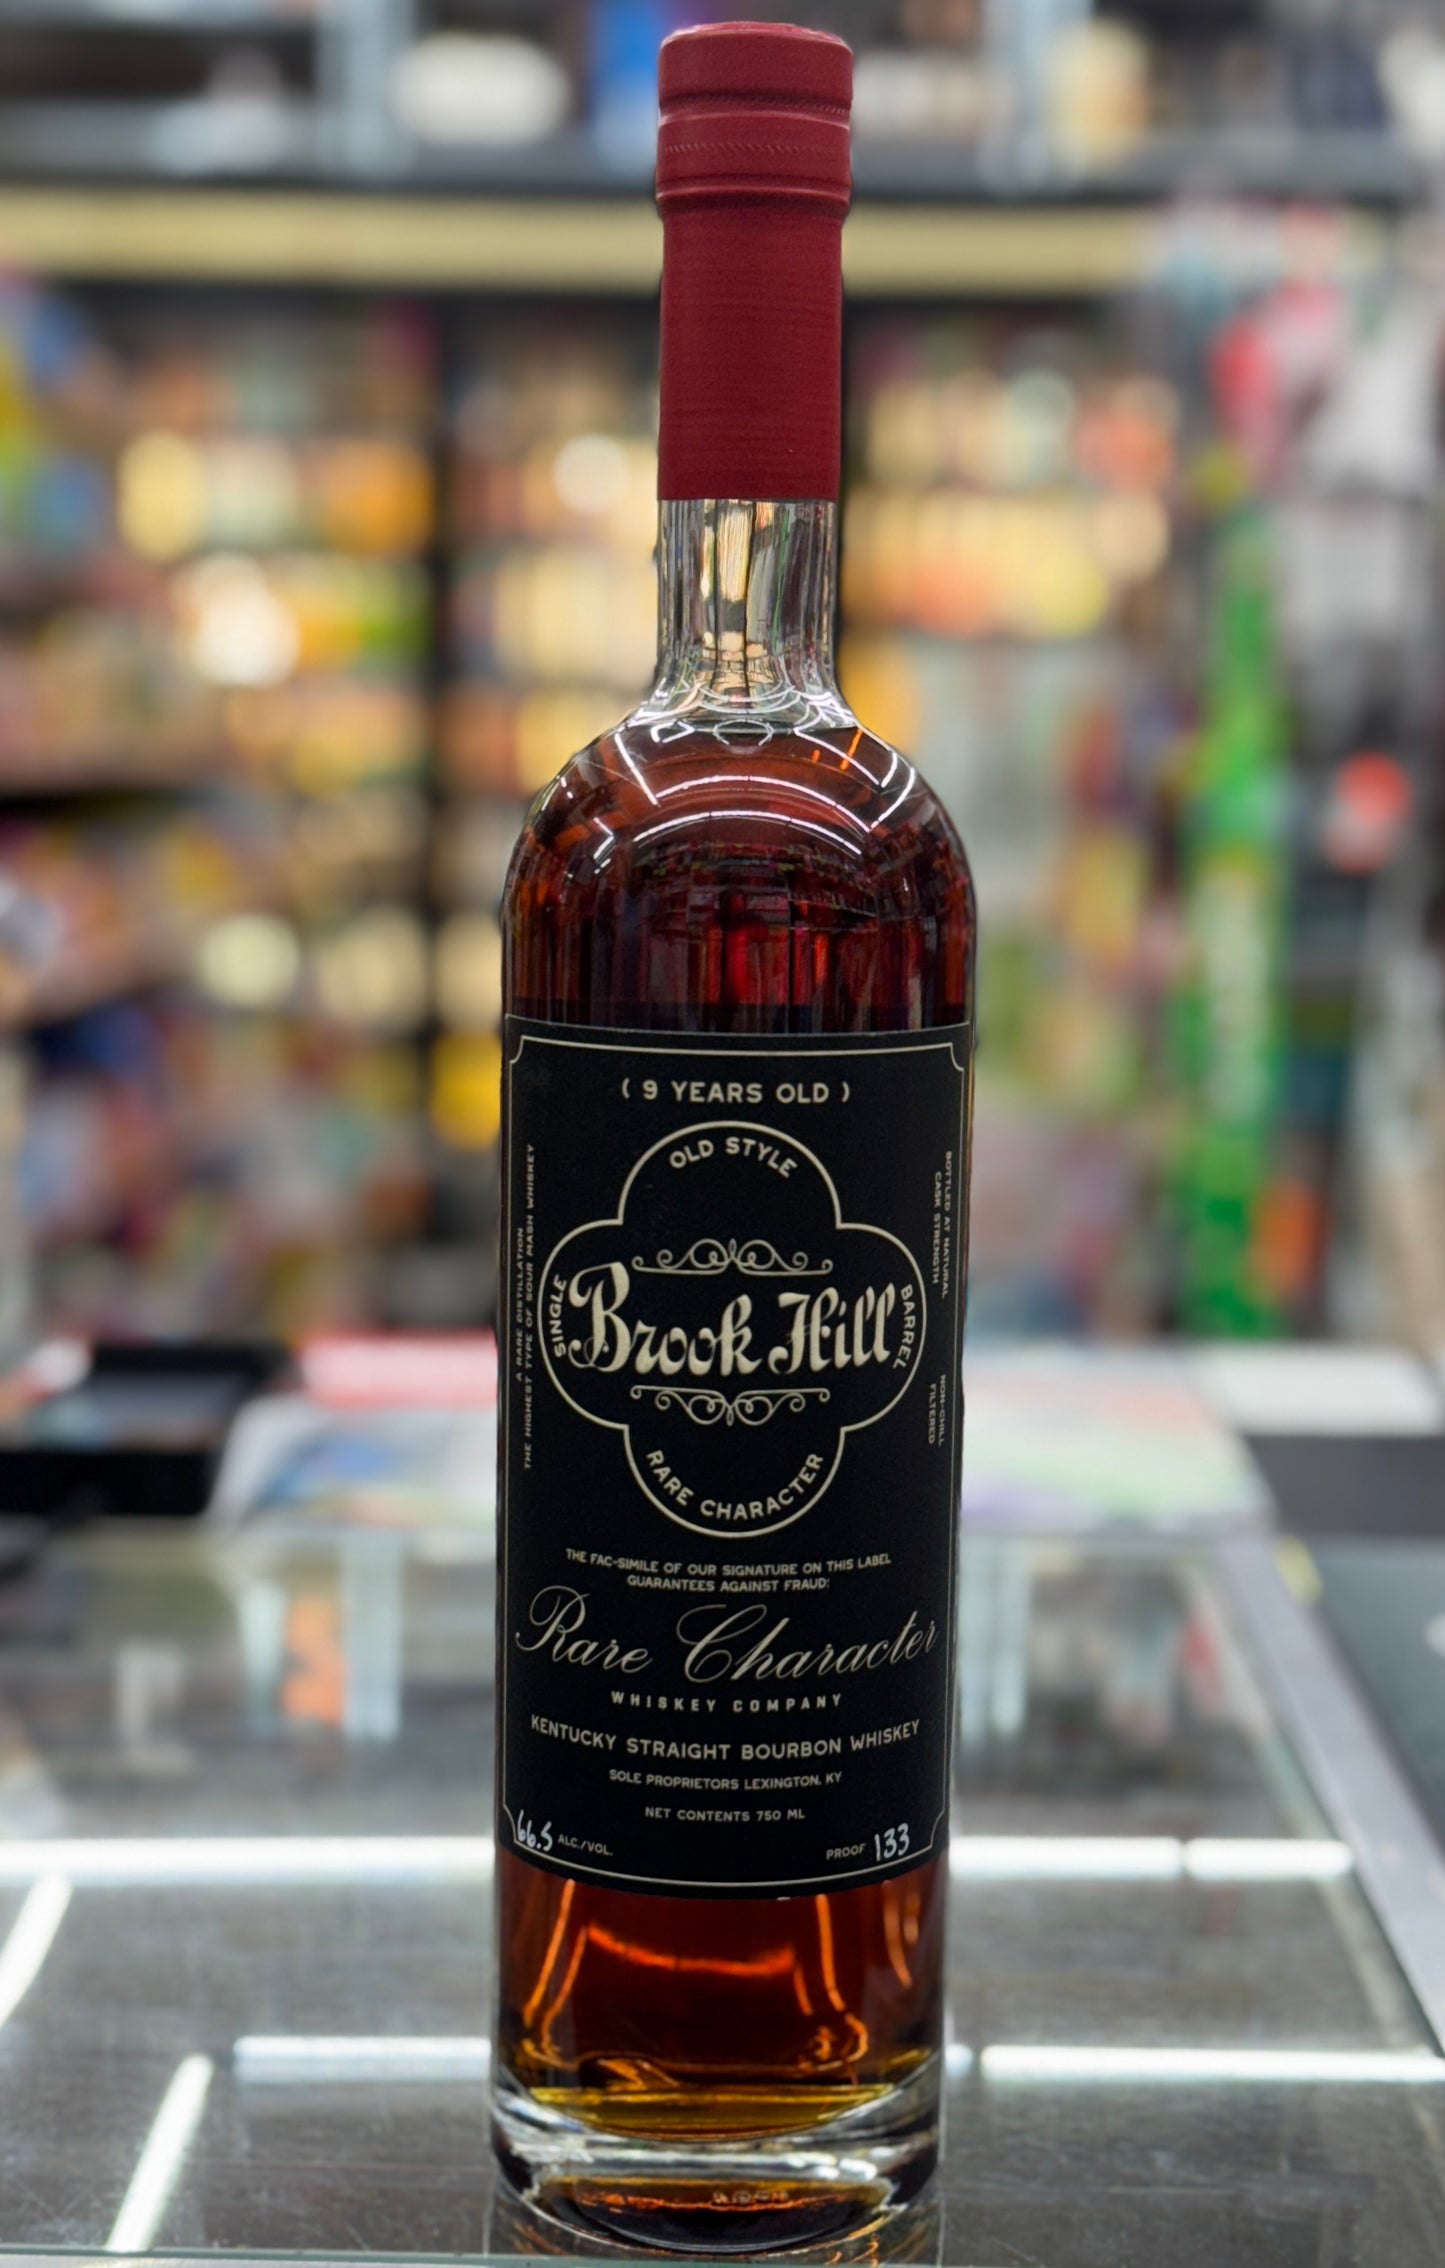 ( 9 YEARS OLD )
OLD STYLE
SINGLE
Brook Hill
BARREL
RARE CHARACTER
A RARE DISTILLATION
THE HIGHEST TYPE OF SOUR MASH WHISKEY
BOTTLED AT NATURAL
CASK STRENGTH
NON-CHILL
FILTERED
THE FAC-SIMILE OF OUR SIGNATURE ON THIS LABEL
GUARANTEES AGAINST FRAUD:
Rare Character
WHISKEY COMPANY
KENTUCKY STRAIGHT BOURBON WHISKEY
SOLE PROPRIETORS LEXINGTON, KY
NET CONTENTS 750 ML
66.5 ALC./VOL.
PROOF 133